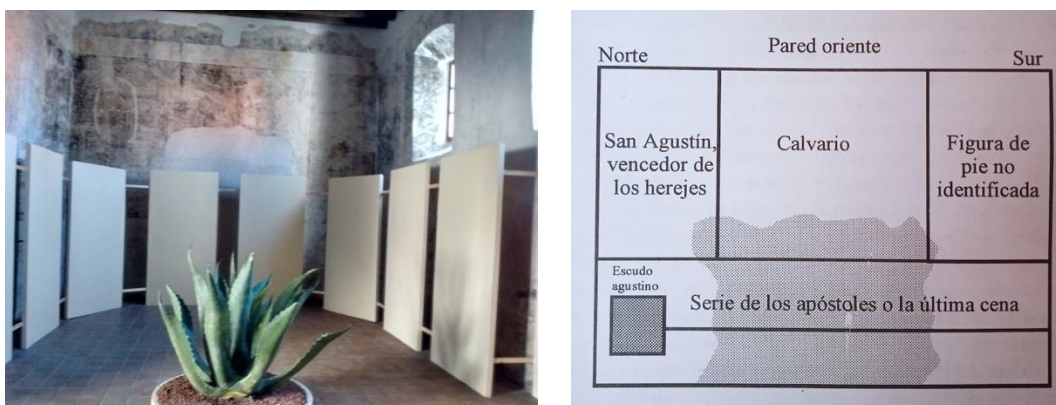 Norte
Pared oriente
Sur
San Agustín,
vencedor de
los herejes
Calvario
Figura de
pie no
identificada
Escudo
agustino
Serie de los apóstoles o la última cena